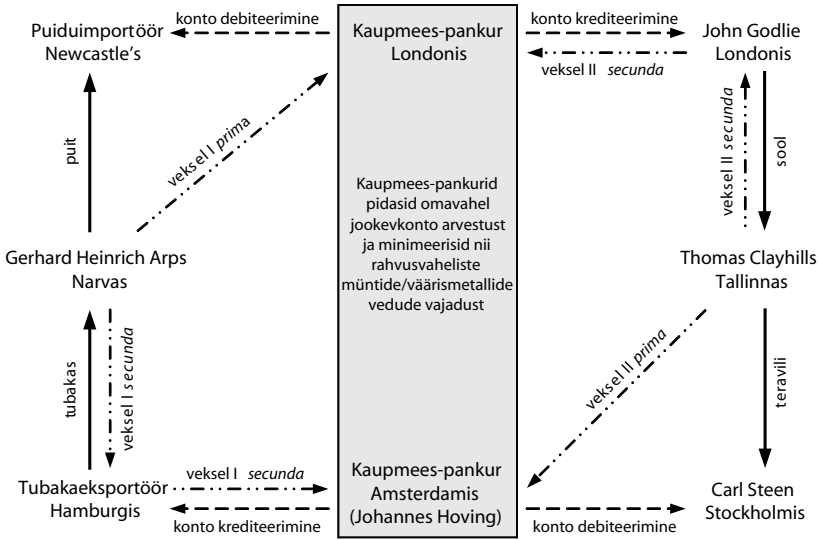 Puiduimportöör
Newcastle's
konto debiteerimine
Kaupmees-pankur
Londonis
konto krediteerimine
John Godlie
Londonis
veksel II secunda
puit
veksel I prima
veksel II secunda
sool
Kaupmees-pankurid
pidasid omavahel
jookevkonto arvestust
ja minimeerisid nii
rahvusvaheliste
müntide/väärismetallide
vedude vajadust
Gerhard Heinrich Arps
Narvas
Thomas Clayhills
Tallinnas
tubakas
veksel I secunda
veksel II prima
teravili
Tubakaeksportöör
Hamburgis
veksel I secunda
konto krediteerimine
Kaupmees-pankur
Amsterdamis
(Johannes Hoving)
konto debiteerimine
Carl Steen
Stockholmis